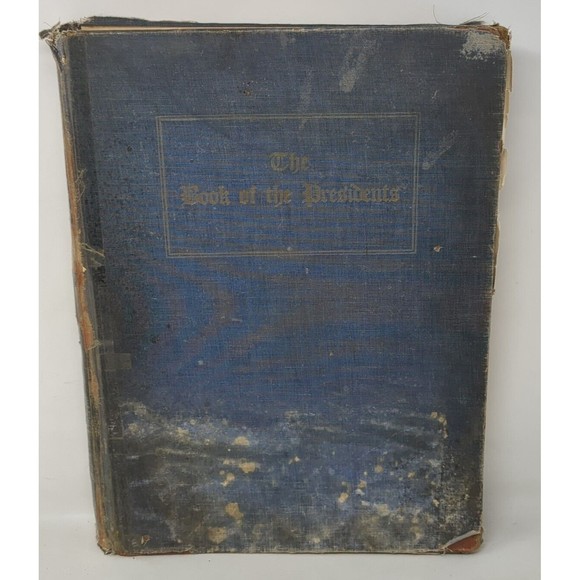 The
Book of the Presidents